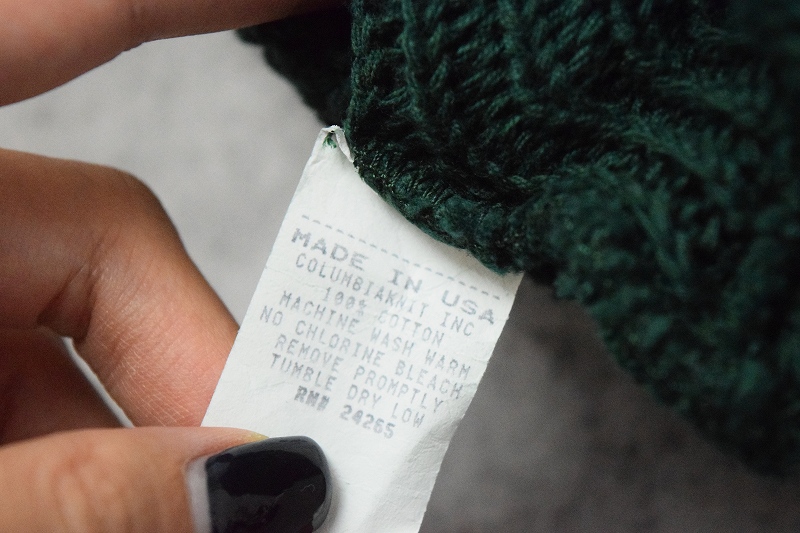 MADE IN USA
COLUMBIAKNIT INC
100% COTTON
MACHINE WASH WARM
NO CHLORINE BLEACH
REMOVE PROMPTLY
TUMBLE DRY LOW
RN# 24265